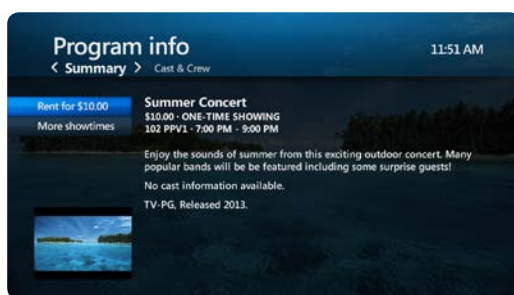 Program info
11:51 AM
< Summary > Cast & Crew
Rent for $10.00
More showtimes
Summer Concert
$10.00 · ONE-TIME SHOWING
102 PPV1 · 7:00 PM - 9:00 PM
Enjoy the sounds of summer from this exciting outdoor concert. Many
popular bands will be be featured including some surprise guests!
No cast information available.
TV-PG, Released 2013.